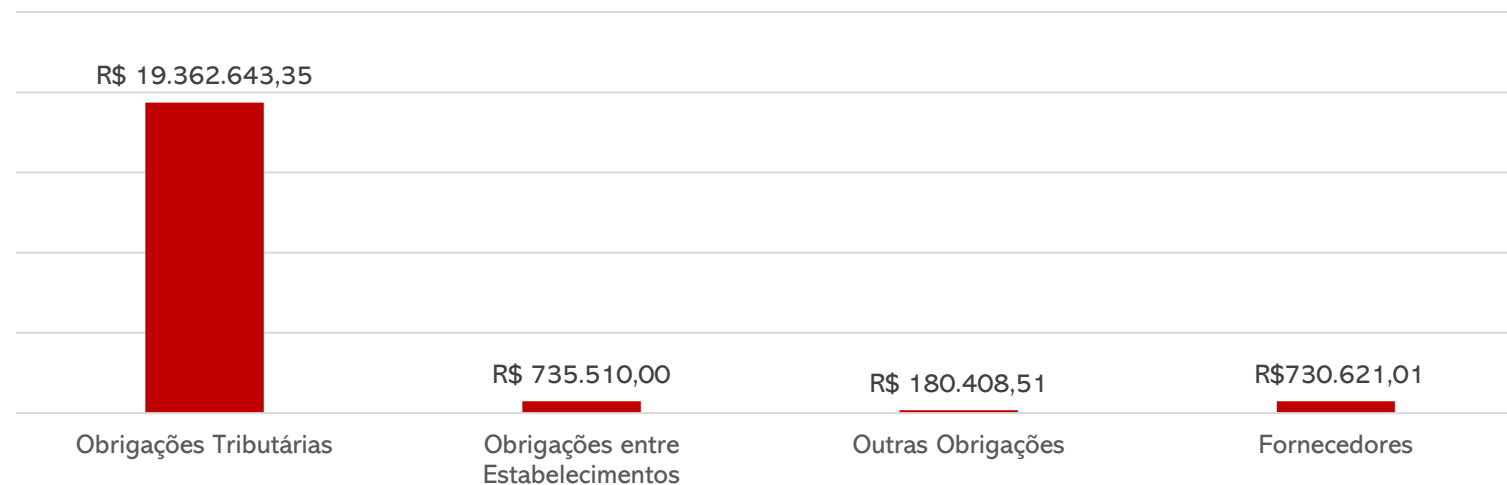 R$ 19.362.643,35
R$ 735.510,00
R$ 180.408,51
R$730.621,01
Obrigações Tributárias
Obrigações entre
Estabelecimentos
Outras Obrigações
Fornecedores